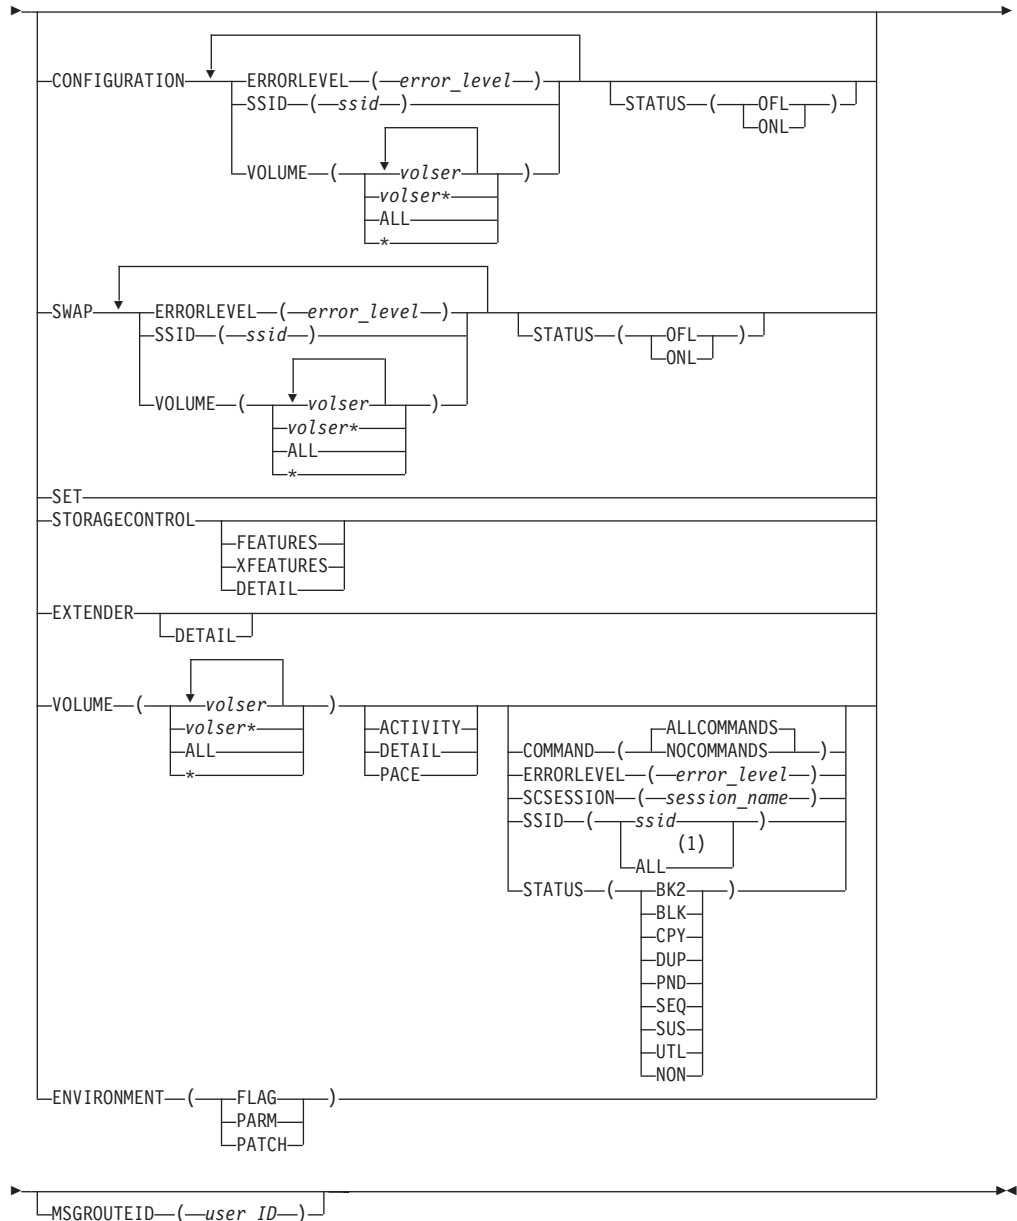 CONFIGURATION ERRORLEVEL ( error_level )
SSID ( ssid ) STATUS ( OFL )
ONL
VOLUME ( volser )
volser*
ALL
*
SWAP ERRORLEVEL ( error_level )
SSID ( ssid ) STATUS ( OFL )
ONL
VOLUME ( volser )
volser*
ALL
*
SET
STORAGECONTROL
FEATURES
XFEATURES
DETAIL
EXTENDER
DETAIL
VOLUME ( volser )
volser*
ALL
*
ACTIVITY
DETAIL
PACE
ALLCOMMANDS
COMMAND ( NOCOMMANDS )
ERRORLEVEL ( error_level )
SCSESSION ( session_name )
SSID ( ssid )
(1)
ALL
STATUS ( BK2 )
BLK
CPY
DUP
PND
SEQ
SUS
UTL
NON
ENVIRONMENT ( FLAG )
PARM
PATCH
MSGROUTEID ( user ID )